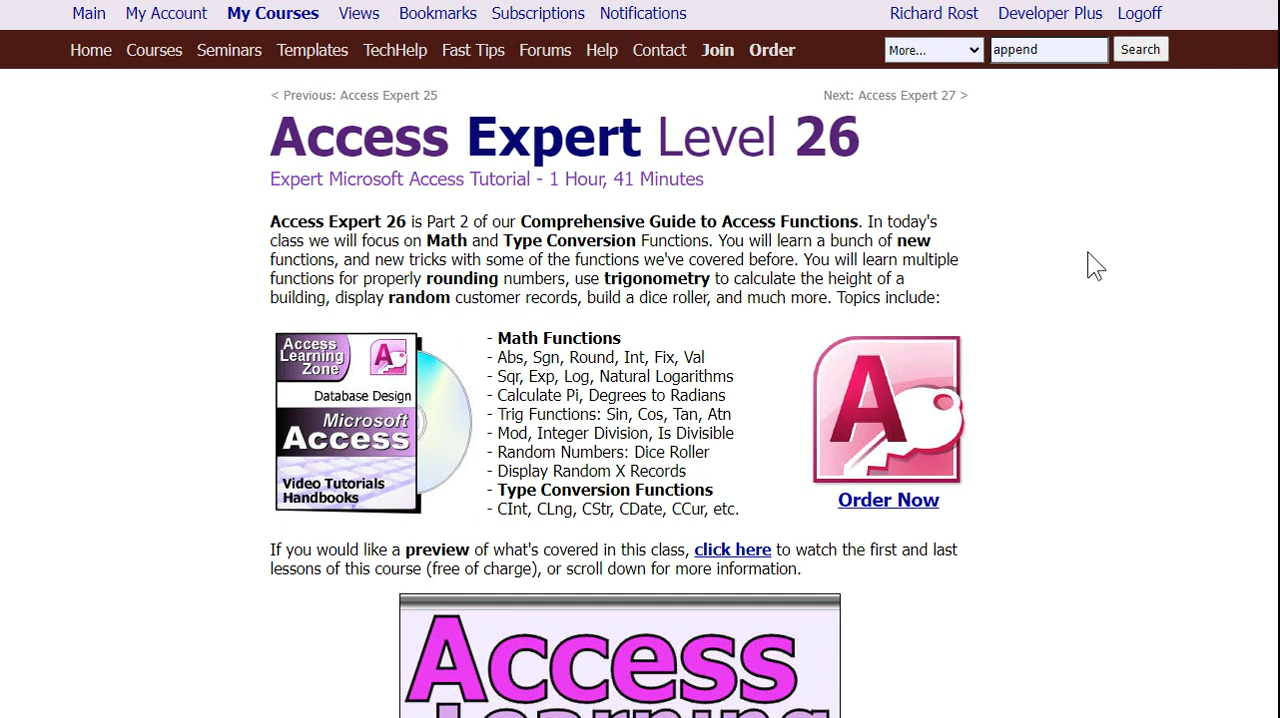 Main My Account My Courses Views Bookmarks Subscriptions Notifications Richard Rost Developer Plus Logoff
Home Courses Seminars Templates TechHelp Fast Tips Forums Help Contact Join Order More... append Search
< Previous: Access Expert 25 Next: Access Expert 27 >
Access Expert Level 26
Expert Microsoft Access Tutorial - 1 Hour, 41 Minutes
Access Expert 26 is Part 2 of our Comprehensive Guide to Access Functions. In today's
class we will focus on Math and Type Conversion Functions. You will learn a bunch of new
functions, and new tricks with some of the functions we've covered before. You will learn multiple
functions for properly rounding numbers, use trigonometry to calculate the height of a
building, display random customer records, build a dice roller, and much more. Topics include:
Access
Learning
Zone
A
Database Design
Microsoft
Access
Video Tutorials
Handbooks
- Math Functions
- Abs, Sgn, Round, Int, Fix, Val
- Sqr, Exp, Log, Natural Logarithms
- Calculate Pi, Degrees to Radians
- Trig Functions: Sin, Cos, Tan, Atn
- Mod, Integer Division, Is Divisible
- Random Numbers: Dice Roller
- Display Random X Records
- Type Conversion Functions
- CInt, CLng, CStr, CDate, CCur, etc.
A
Order Now
If you would like a preview of what's covered in this class, click here to watch the first and last
lessons of this course (free of charge), or scroll down for more information.
Access
Learning